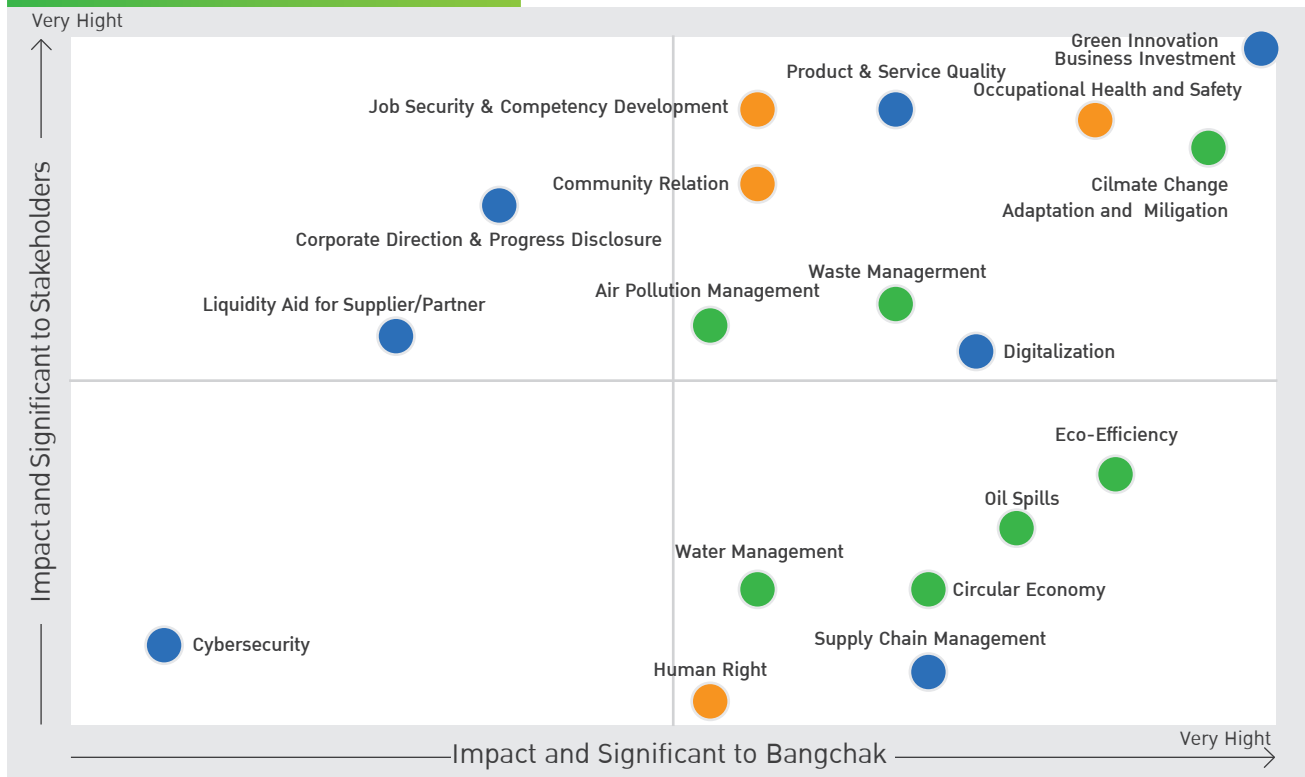 Very Hight
Green Innovation
Business Investment
Product & Service Quality
Occupational Health and Safety
Job Security & Competency Development
Community Relation
Cilmate Change
Adaptation and Miligation
Corporate Direction & Progress Disclosure
Waste Managerment
Air Pollution Management
Liquidity Aid for Supplier/Partner
Digitalization
Impact and Significant to Stakeholders
Eco-Efficiency
Oil Spills
Water Management
Circular Economy
Supply Chain Management
Cybersecurity
Human Right
Very Hight
Impact and Significant to Bangchak